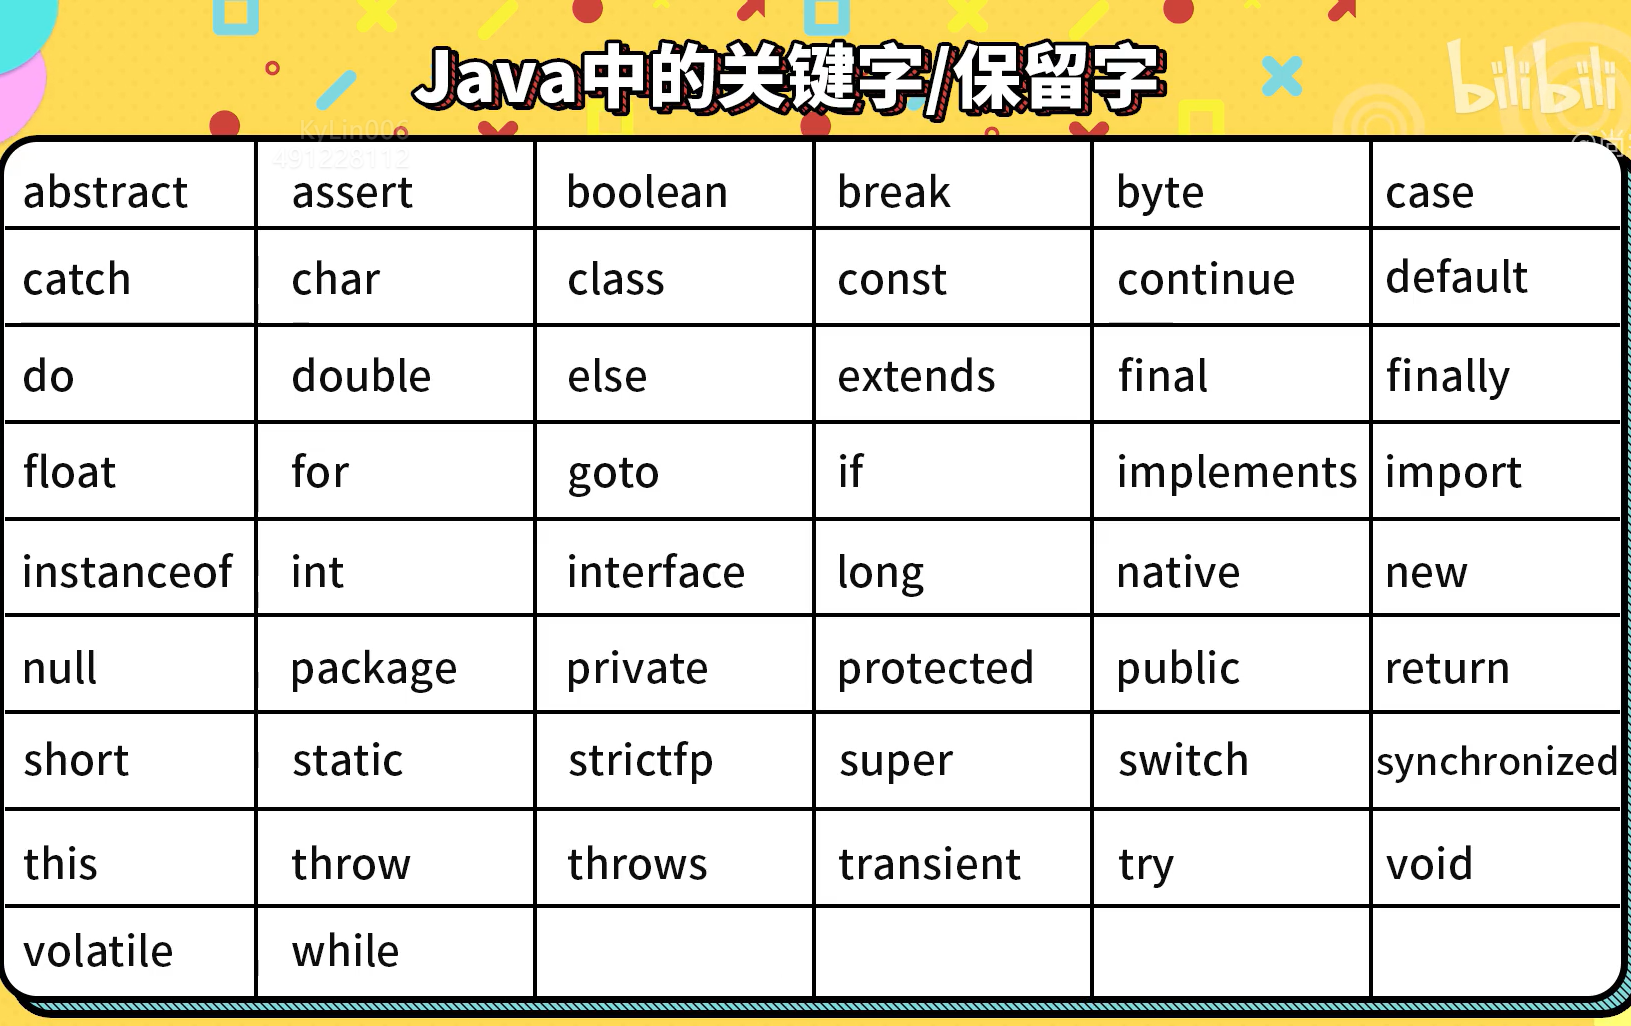 Java中的关键字/保留字
bilibili
KyLin006
491228112
abstract assert boolean break byte case
catch char class const continue default
do double else extends final finally
float for goto if implements import
instanceof int interface long native new
null package private protected public return
short static strictfp super switch synchronized
this throw throws transient try void
volatile while